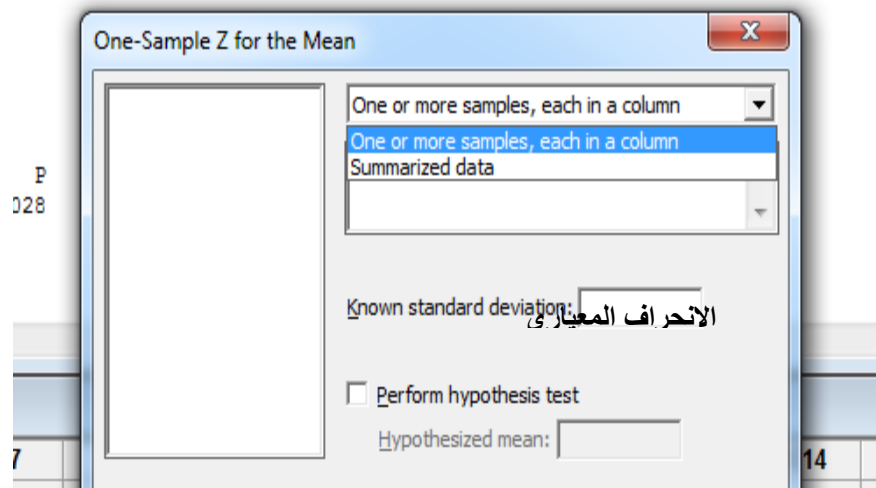 One-Sample Z for the Mean
One or more samples, each in a column
One or more samples, each in a column
Summarized data
P
028
Known standard deviation:
الانحراف المعياري
Perform hypothesis test
Hypothesized mean:
7
14